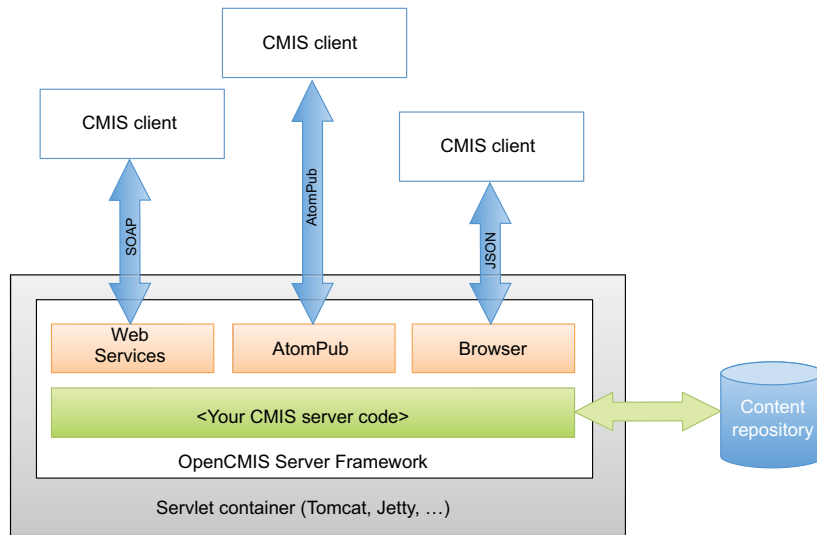 CMIS client
CMIS client
CMIS client
SOAP
AtomPub
JSON
Web
Services
AtomPub
Browser
<Your CMIS server code>
Content
repository
OpenCMIS Server Framework
Servlet container (Tomcat, Jetty, …)